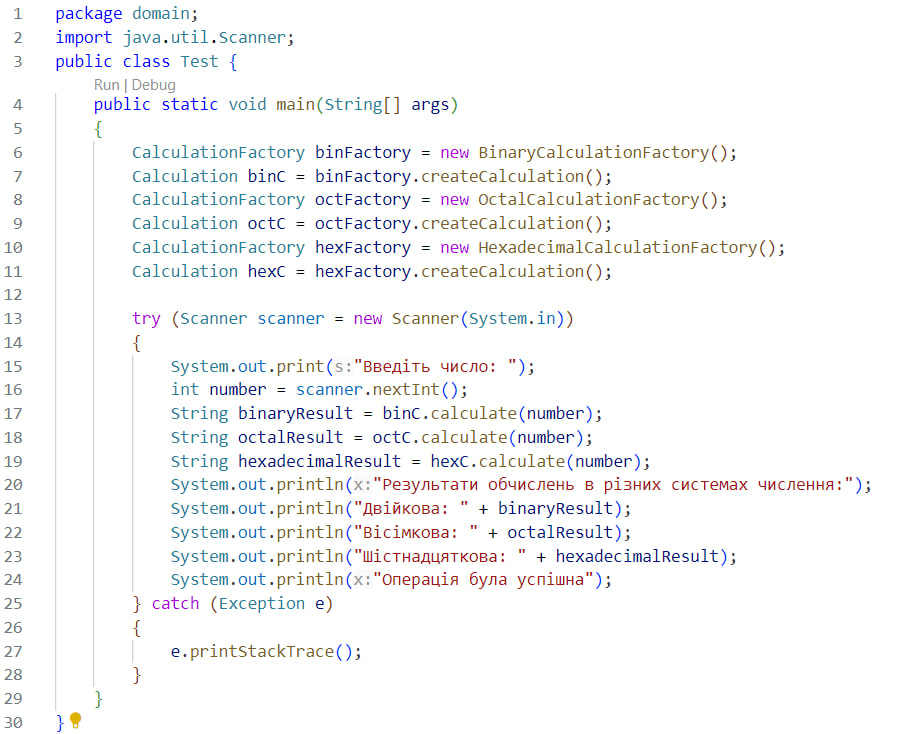 1 package domain;
2 import java.util.Scanner;
3 public class Test {
Run | Debug
4 public static void main(String[] args)
5 {
6 CalculationFactory binFactory = new BinaryCalculationFactory();
7 Calculation binC = binFactory.createCalculation();
8 CalculationFactory octFactory = new OctalCalculationFactory();
9 Calculation octC = octFactory.createCalculation();
10 CalculationFactory hexFactory = new HexadecimalCalculationFactory();
11 Calculation hexC = hexFactory.createCalculation();
12
13 try (Scanner scanner = new Scanner(System.in))
14 {
15 System.out.print(s:"Введіть число: ");
16 int number = scanner.nextInt();
17 String binaryResult = binC.calculate(number);
18 String octalResult = octC.calculate(number);
19 String hexadecimalResult = hexC.calculate(number);
20 System.out.println(x:"Результати обчислень в різних системах числення:");
21 System.out.println("Двійкова: " + binaryResult);
22 System.out.println("Вісімкова: " + octalResult);
23 System.out.println("Шістнадцяткова: " + hexadecimalResult);
24 System.out.println(x:"Операція була успішна");
25 } catch (Exception e)
26 {
27 e.printStackTrace();
28 }
29 }
30 }